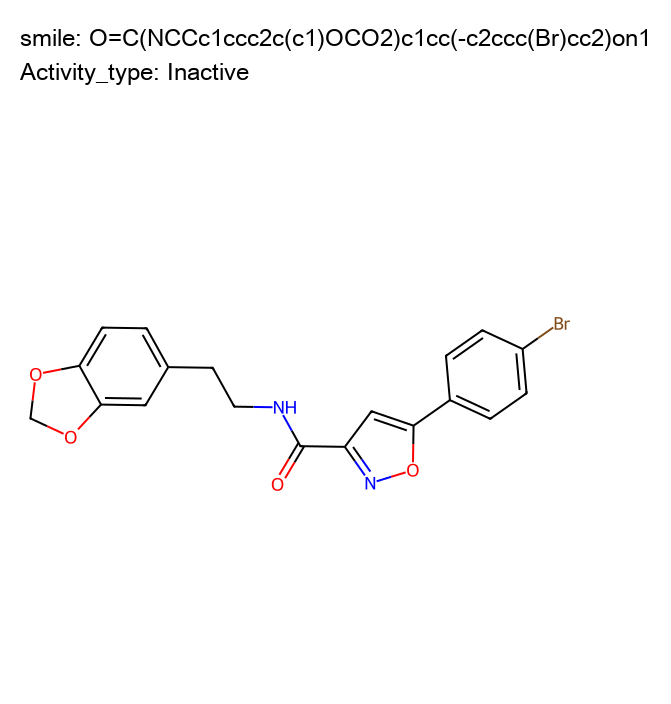 smile: O=C(NCCc1ccc2c(c1)OCO2)c1cc(-c2ccc(Br)cc2)on1
Activity_type: Inactive
Br
O
NH
O
O
O
N